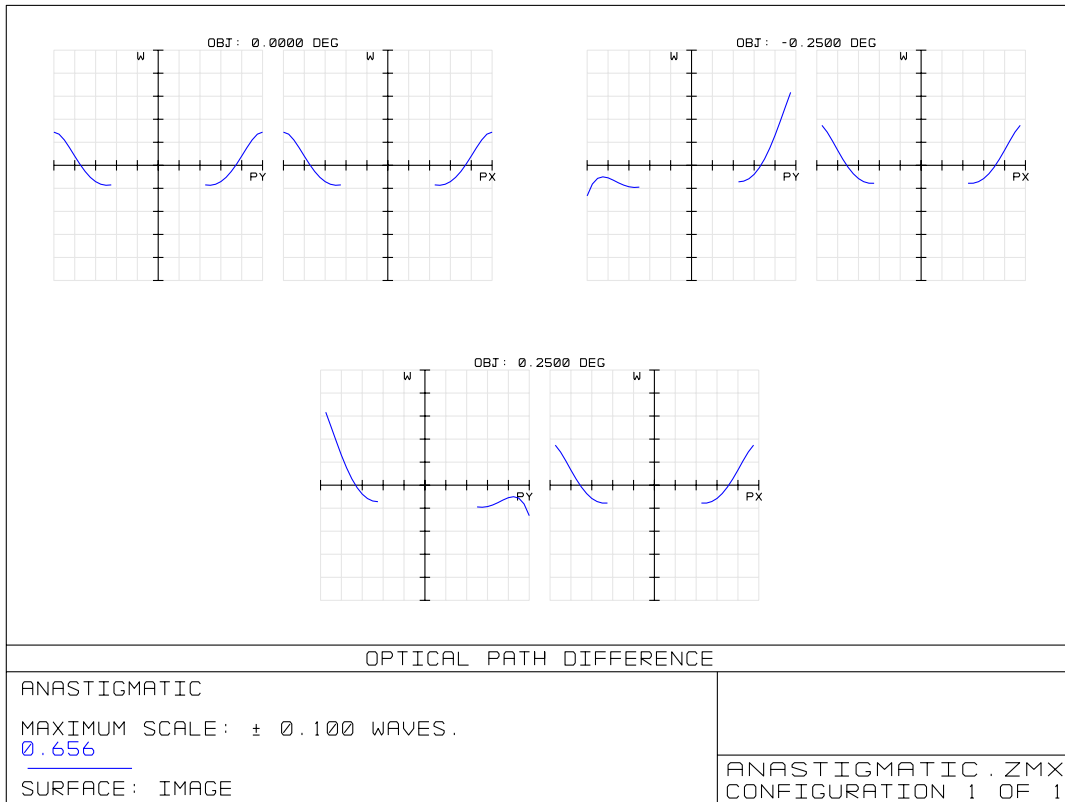 OBJ: 0.0000 DEG
OBJ: -0.2500 DEG
W
W
W
W
PY
PX
PY
PX
OBJ: 0.2500 DEG
W
W
PY
PX
OPTICAL PATH DIFFERENCE
ANASTIGMATIC
MAXIMUM SCALE: ± 0.100 WAVES.
0.656
SURFACE: IMAGE
ANASTIGMATIC.ZMX
CONFIGURATION 1 OF 1